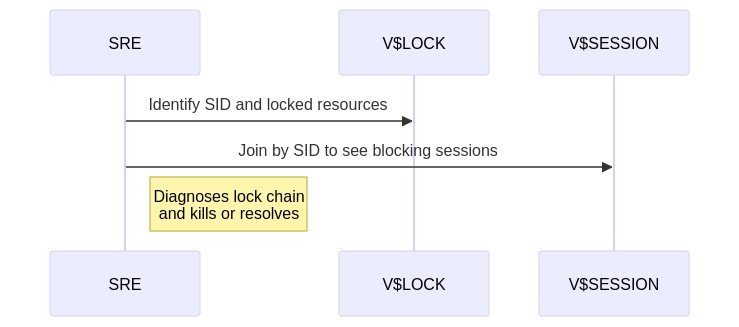 SRE
V$LOCK
V$SESSION
Identify SID and locked resources
Join by SID to see blocking sessions
Diagnoses lock chain
and kills or resolves
SRE
V$LOCK
V$SESSION